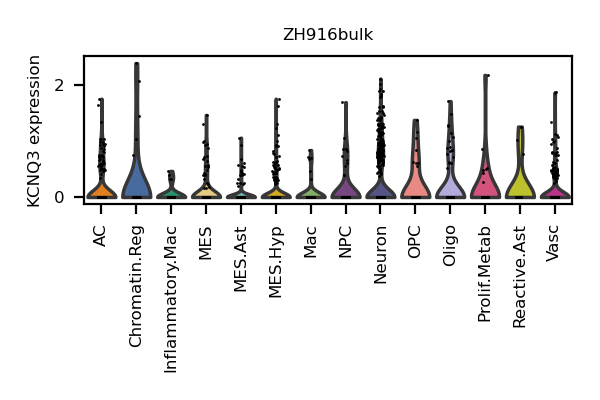 ZH916bulk
KCNQ3 expression
2
0
AC
Chromatin.Reg
Inflammatory.Mac
MES
MES.Ast
MES.Hyp
Mac
NPC
Neuron
OPC
Oligo
Prolif.Metab
Reactive.Ast
Vasc